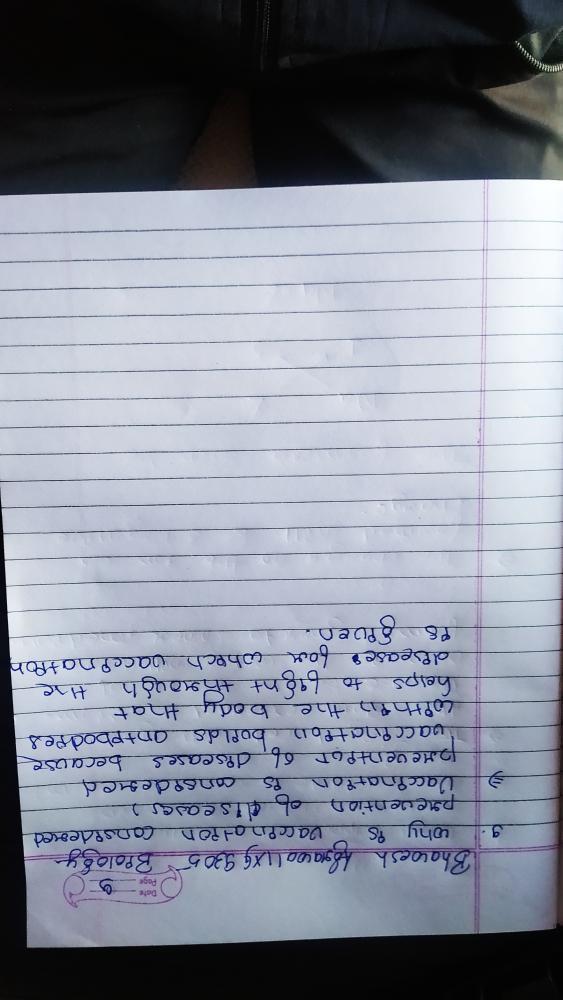 Date
Page 9
Bhavesh Agrawal 1XG 9305 Biology
9. Why is vaccination considered
prevention of diseases,
⇒ Vaccination is considered
prevention of diseases because
vaccination builds antibodies
within the body that
helps to fight through the
disease for which vaccination
is given.